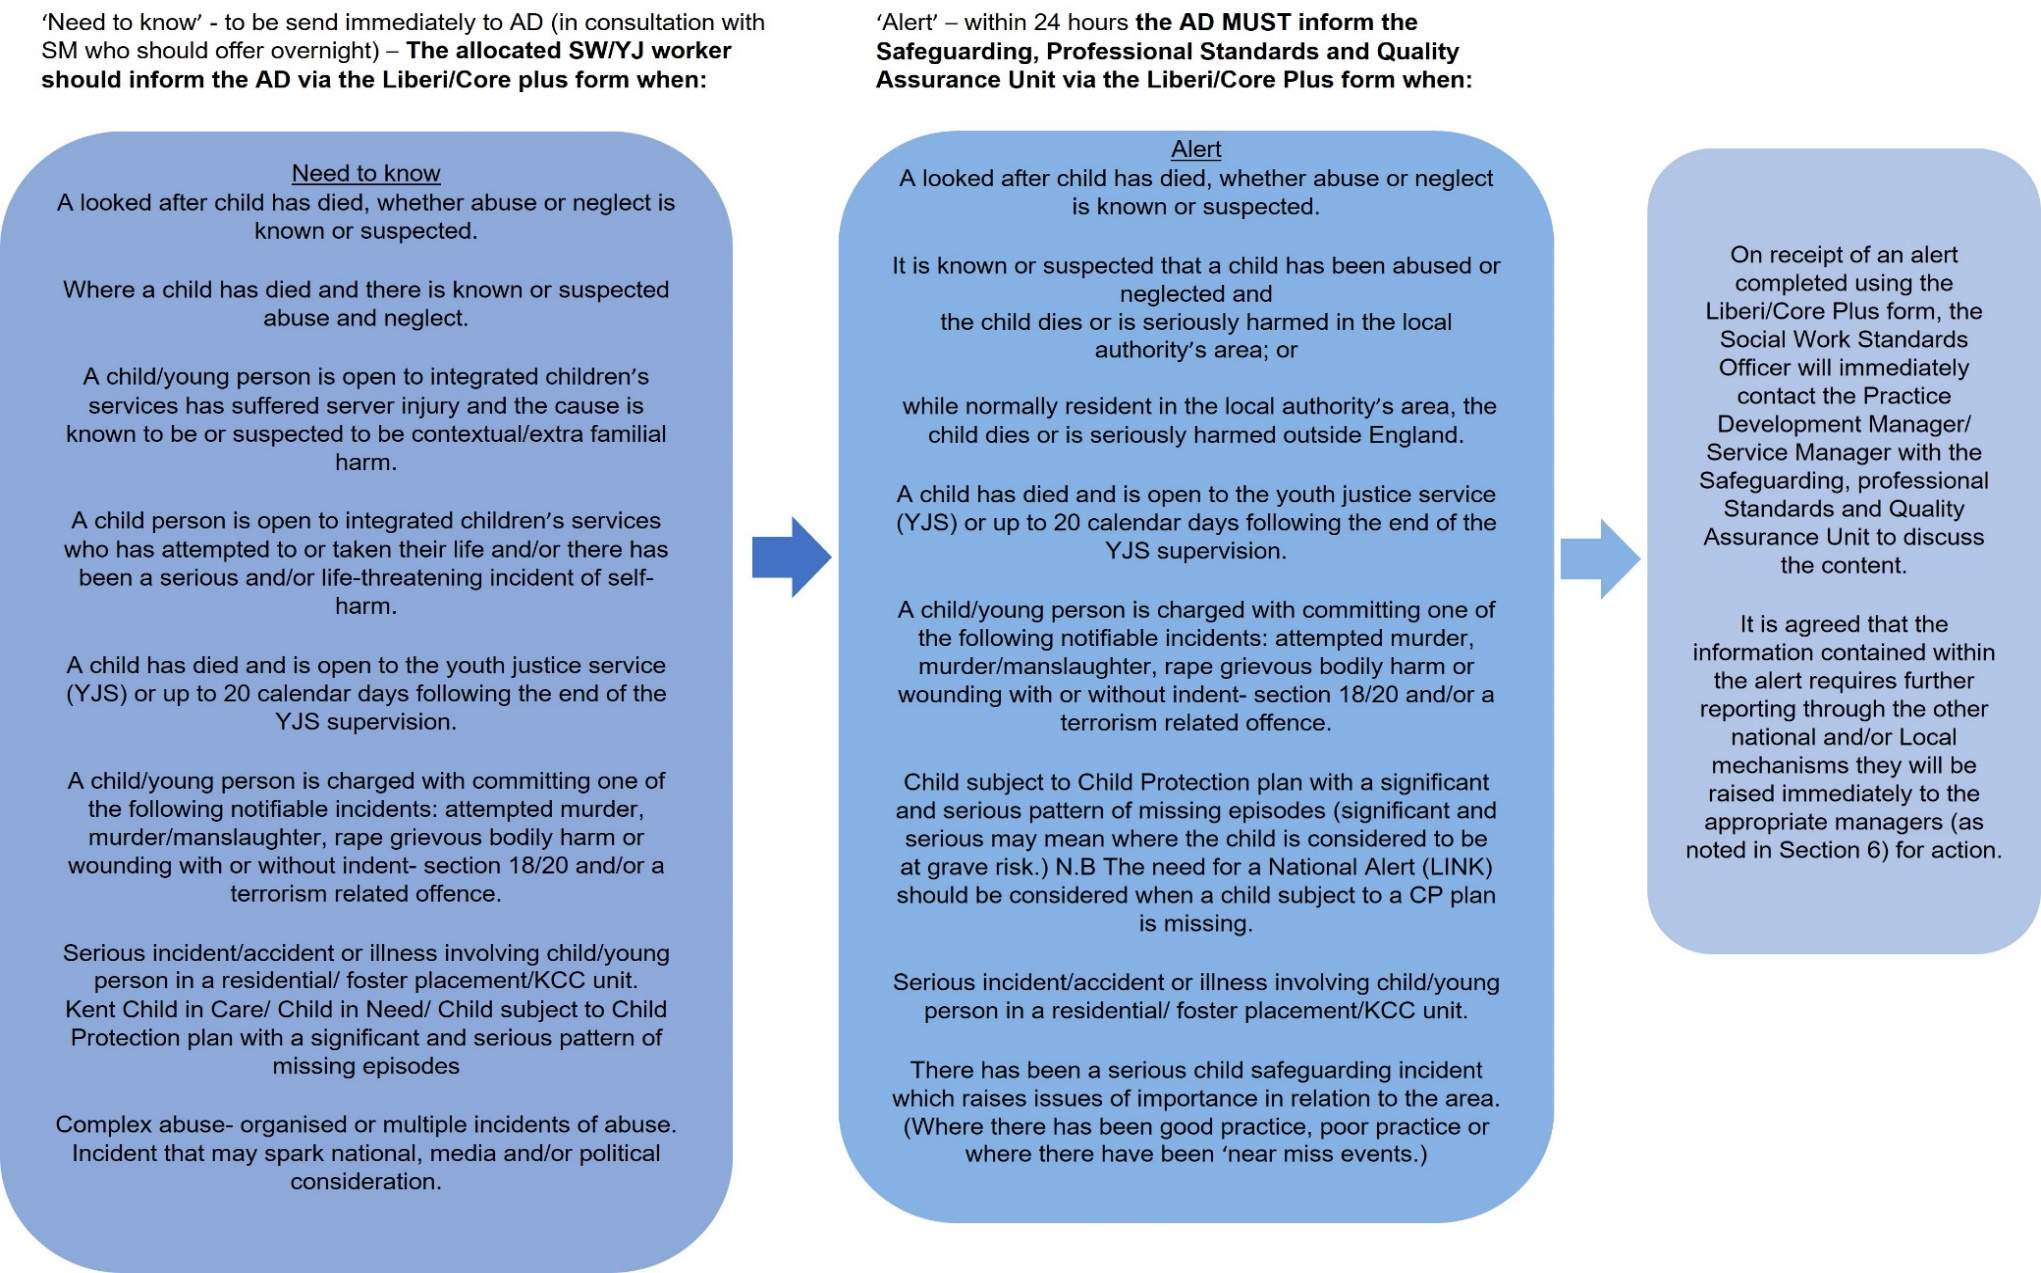 ‘Need to know’ - to be send immediately to AD (in consultation with
SM who should offer overnight) – The allocated SW/YJ worker
should inform the AD via the Liberi/Core plus form when:
‘Alert’ – within 24 hours the AD MUST inform the
Safeguarding, Professional Standards and Quality
Assurance Unit via the Liberi/Core Plus form when:
Need to know
A looked after child has died, whether abuse or neglect is
known or suspected.
Where a child has died and there is known or suspected
abuse and neglect.
A child/young person is open to integrated children’s
services has suffered server injury and the cause is
known to be or suspected to be contextual/extra familial
harm.
A child person is open to integrated children’s services
who has attempted to or taken their life and/or there has
been a serious and/or life-threatening incident of self-
harm.
A child has died and is open to the youth justice service
(YJS) or up to 20 calendar days following the end of the
YJS supervision.
A child/young person is charged with committing one of
the following notifiable incidents: attempted murder,
murder/manslaughter, rape grievous bodily harm or
wounding with or without indent- section 18/20 and/or a
terrorism related offence.
Serious incident/accident or illness involving child/young
person in a residential/ foster placement/KCC unit.
Kent Child in Care/ Child in Need/ Child subject to Child
Protection plan with a significant and serious pattern of
missing episodes
Complex abuse- organised or multiple incidents of abuse.
Incident that may spark national, media and/or political
consideration.
Alert
A looked after child has died, whether abuse or neglect
is known or suspected.
It is known or suspected that a child has been abused or
neglected and
the child dies or is seriously harmed in the local
authority’s area; or
while normally resident in the local authority’s area, the
child dies or is seriously harmed outside England.
A child has died and is open to the youth justice service
(YJS) or up to 20 calendar days following the end of the
YJS supervision.
A child/young person is charged with committing one of
the following notifiable incidents: attempted murder,
murder/manslaughter, rape grievous bodily harm or
wounding with or without indent- section 18/20 and/or a
terrorism related offence.
Child subject to Child Protection plan with a significant
and serious pattern of missing episodes (significant and
serious may mean where the child is considered to be
at grave risk.) N.B The need for a National Alert (LINK)
should be considered when a child subject to a CP plan
is missing.
Serious incident/accident or illness involving child/young
person in a residential/ foster placement/KCC unit.
There has been a serious child safeguarding incident
which raises issues of importance in relation to the area.
(Where there has been good practice, poor practice or
where there have been ‘near miss events.)
On receipt of an alert
completed using the
Liberi/Core Plus form, the
Social Work Standards
Officer will immediately
contact the Practice
Development Manager/
Service Manager with the
Safeguarding, professional
Standards and Quality
Assurance Unit to discuss
the content.
It is agreed that the
information contained within
the alert requires further
reporting through the other
national and/or Local
mechanisms they will be
raised immediately to the
appropriate managers (as
noted in Section 6) for action.